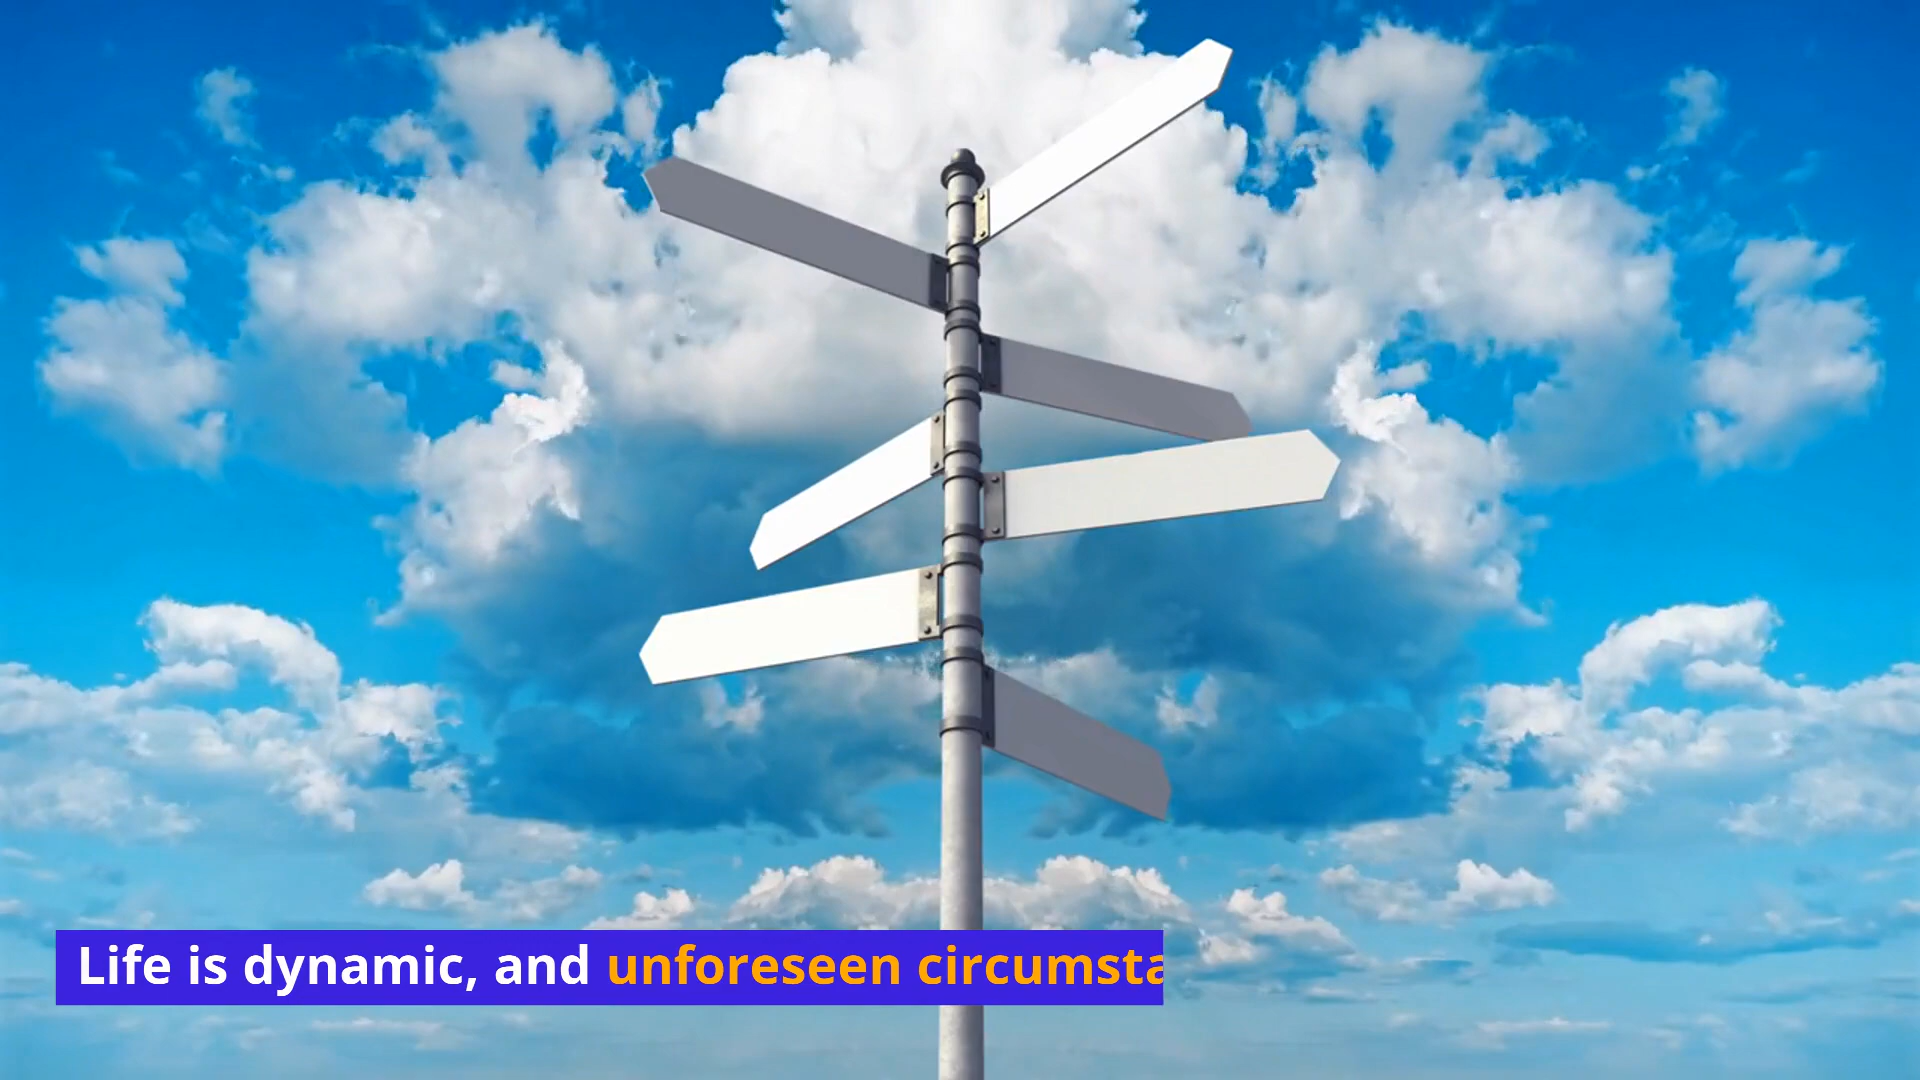 Life is dynamic, and unforeseen circumsta